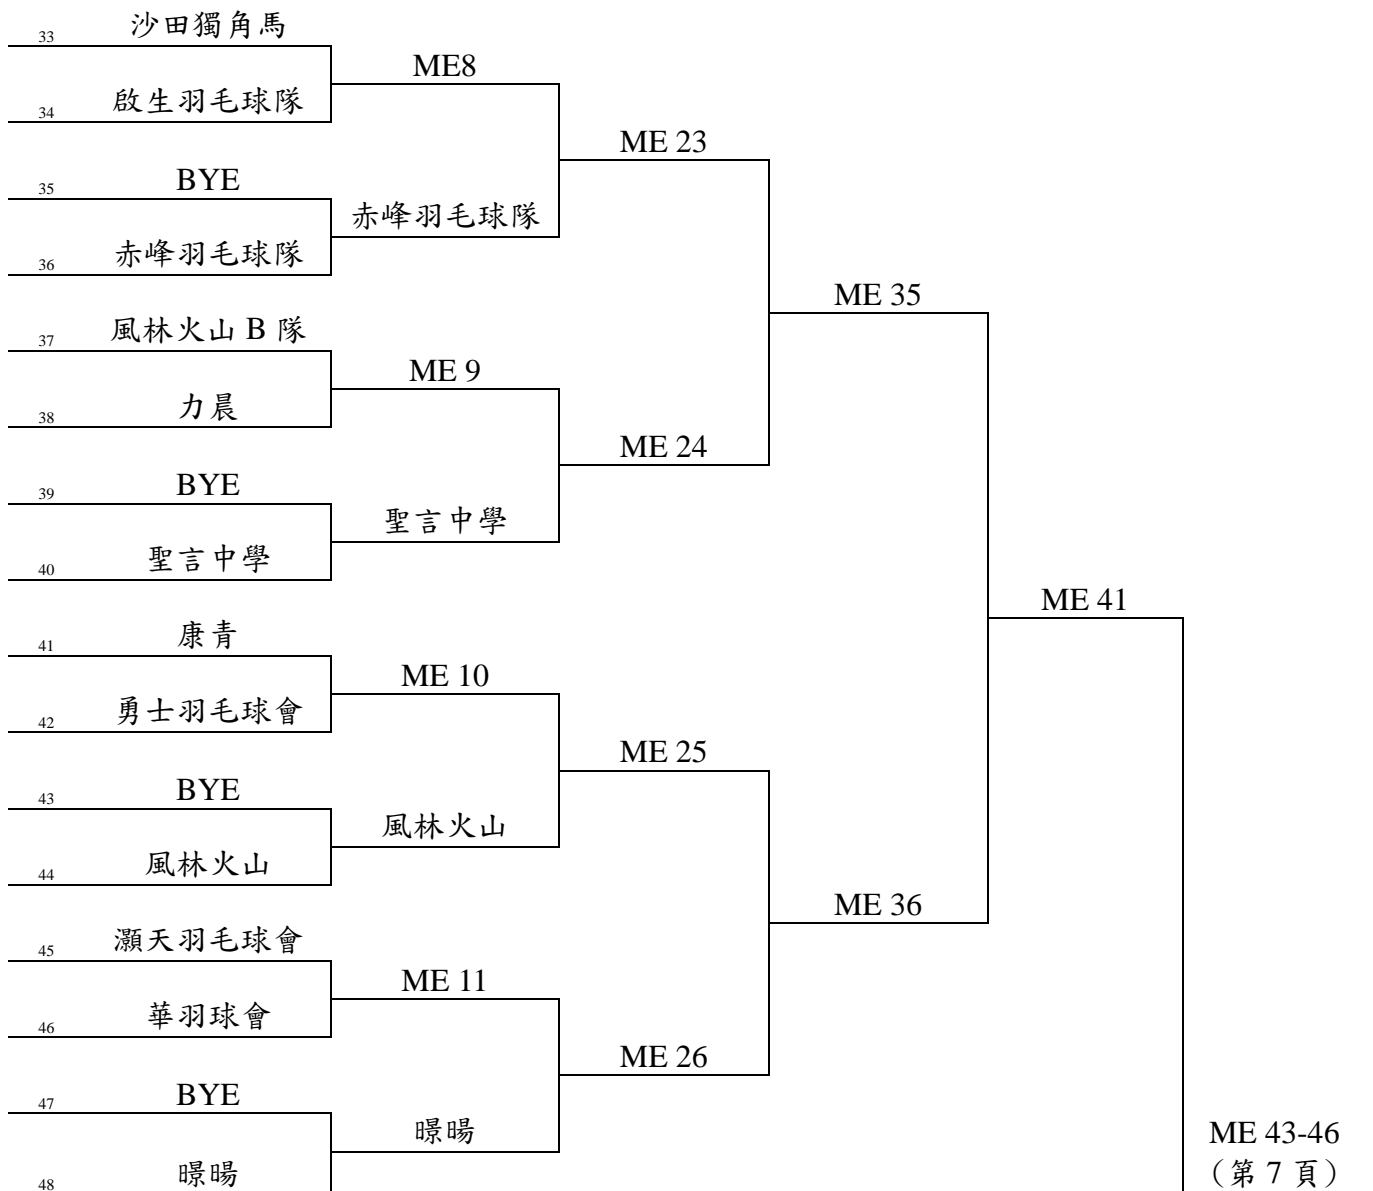 33 沙田獨角馬
ME8
34 啟生羽毛球隊
ME 23
35 BYE
赤峰羽毛球隊
36 赤峰羽毛球隊
ME 35
37 風林火山 B 隊
ME 9
38 力晨
ME 24
39 BYE
聖言中學
40 聖言中學
ME 41
41 康青
ME 10
42 勇士羽毛球會
ME 25
43 BYE
風林火山
44 風林火山
ME 36
45 灝天羽毛球會
ME 11
46 華羽球會
ME 26
47 BYE
暻暘
ME 43-46
48 暻暘
（第 7 頁）